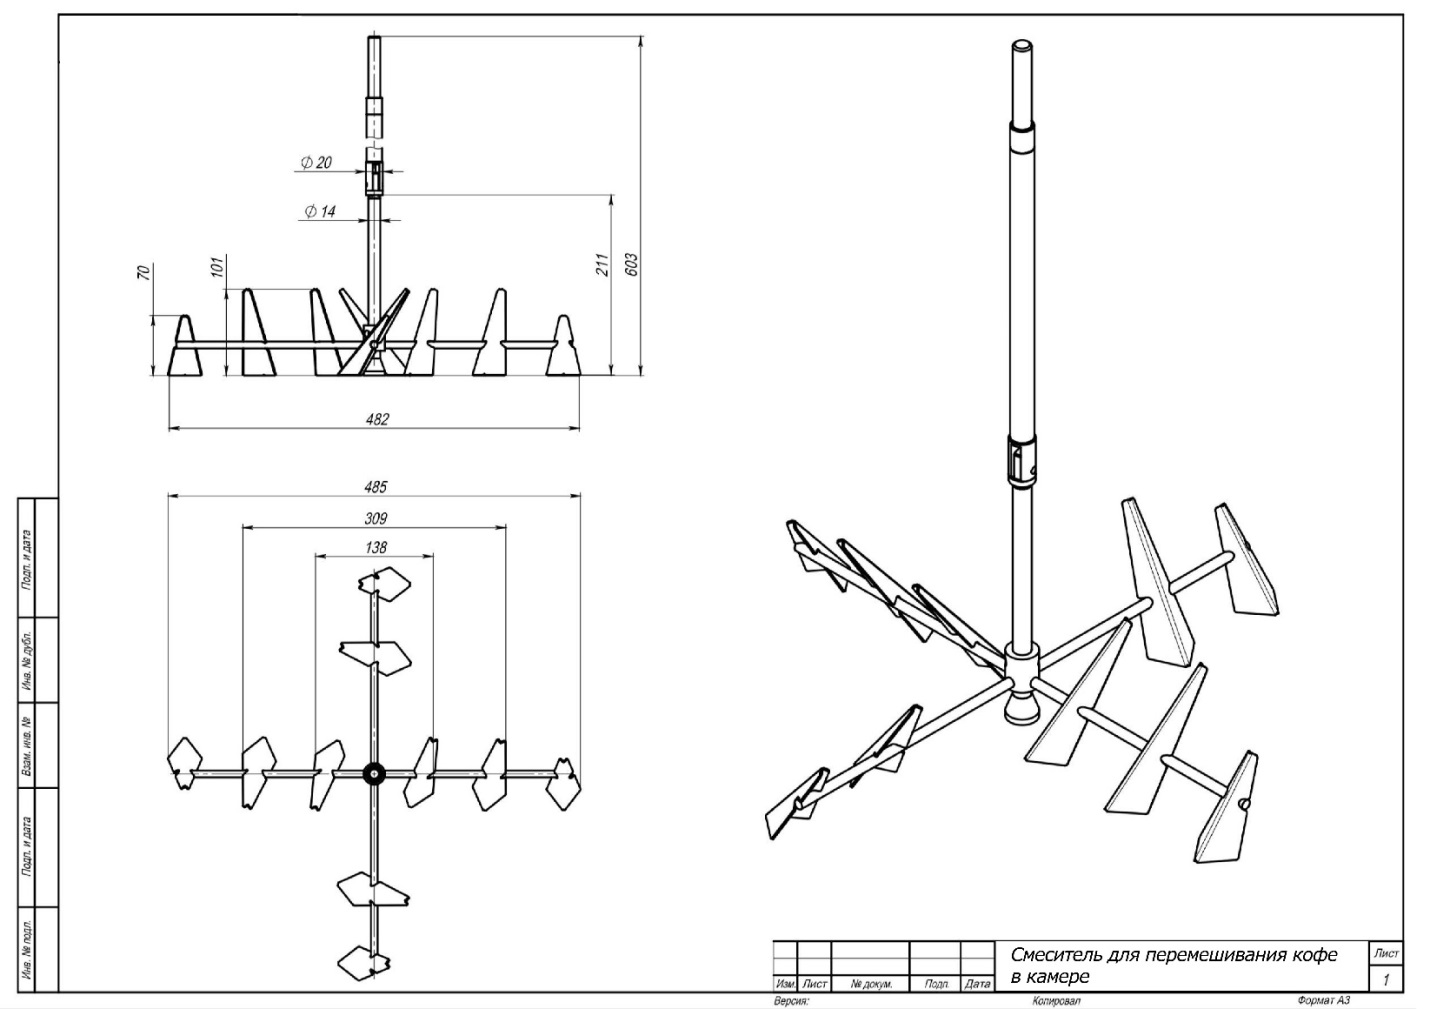 Ø 20
Ø 14
70
101
211
603
482
485
309
138
Подп. и дата
Инв. № дубл.
Взам. инв. №
Подп. и дата
Инв. № подл.
Изм. Лист № докум. Подп. Дата
Смеситель для перемешивания кофе
в камере
Лист
1
Версия: Копировал Формат А3